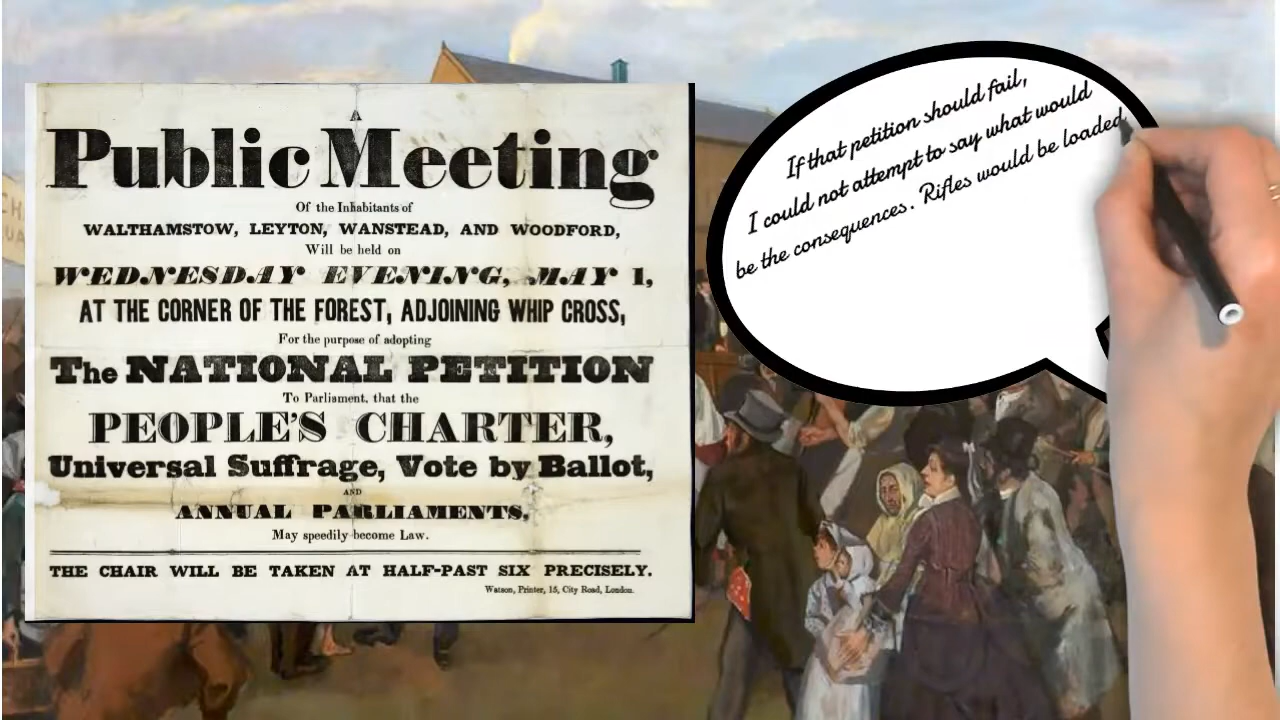 A
Public Meeting
Of the Inhabitants of
WALTHAMSTOW, LEYTON, WANSTEAD, AND WOODFORD,
Will be held on
WEDNESDAY EVENING, MAY 1,
AT THE CORNER OF THE FOREST, ADJOINING WHIP CROSS,
For the purpose of adopting
The NATIONAL PETITION
To Parliament, that the
PEOPLE'S CHARTER,
Universal Suffrage, Vote by Ballot,
AND
ANNUAL PARLIAMENTS,
May speedily become Law.
THE CHAIR WILL BE TAKEN AT HALF-PAST SIX PRECISELY.
Watson, Printer, 15, City Road, London.
If that petition should fail,
I could not attempt to say what would
be the consequences. Rifles would be loaded